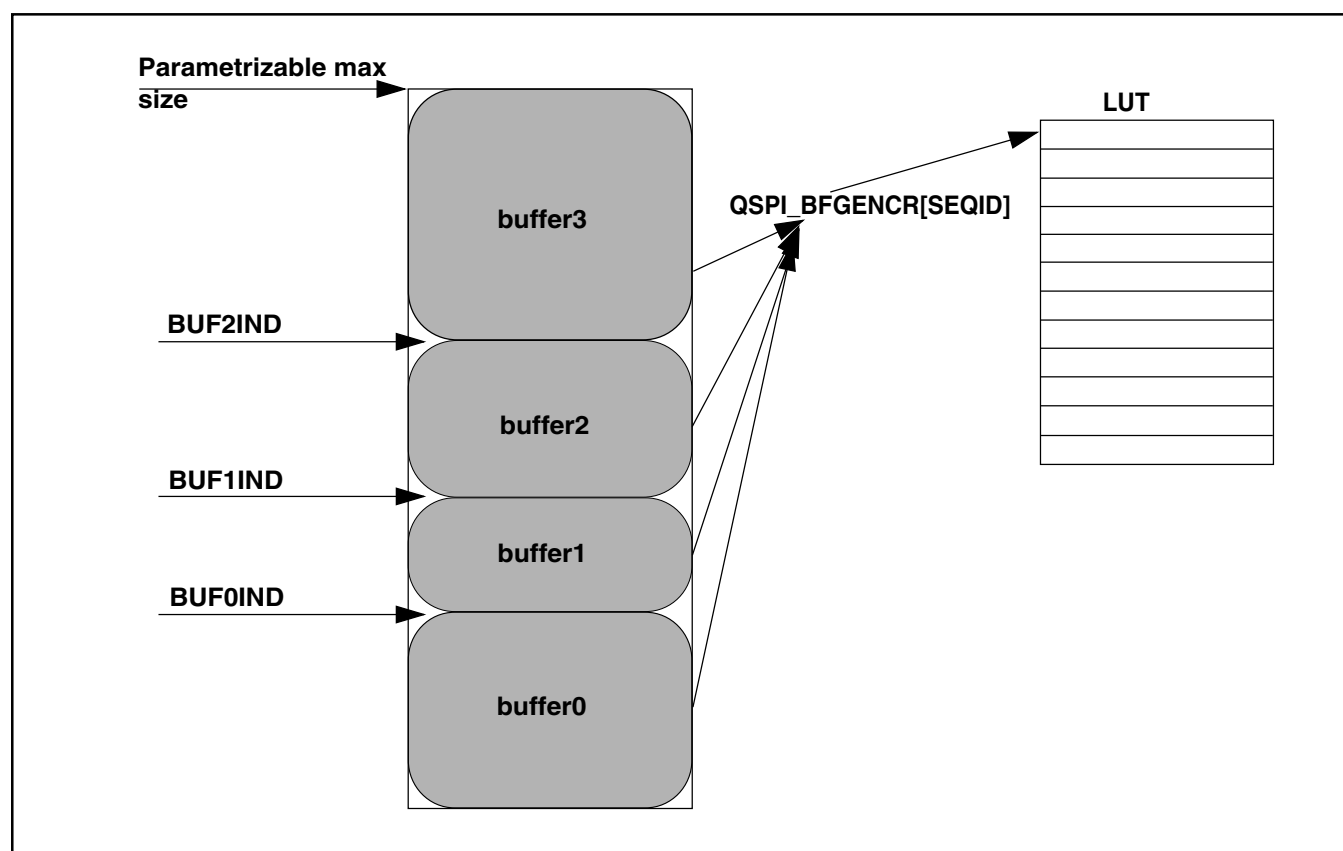 Parametrizable max
size
LUT
buffer3
QSPI_BFGENCR[SEQID]
BUF2IND
buffer2
BUF1IND
buffer1
BUF0IND
buffer0